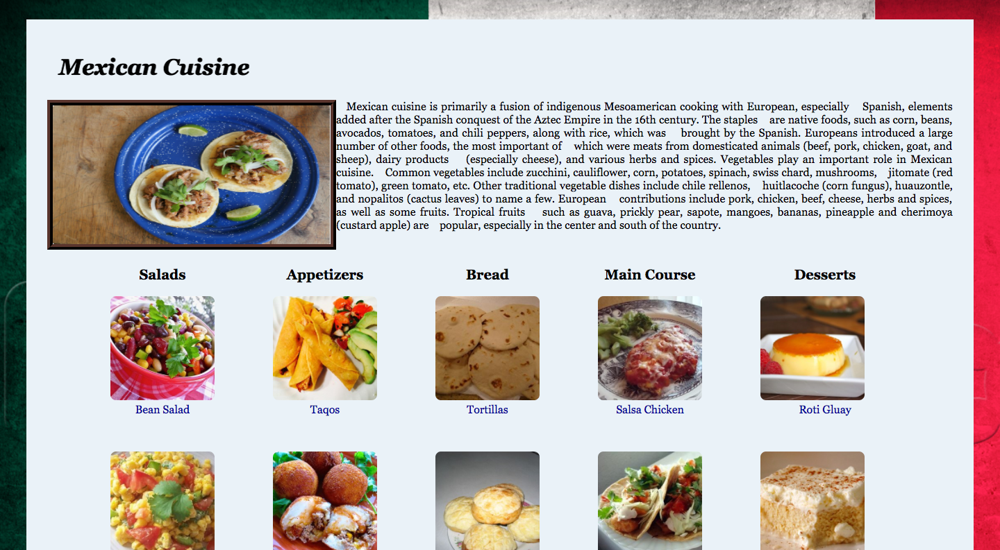 Mexican Cuisine
Mexican cuisine is primarily a fusion of indigenous Mesoamerican cooking with European, especially Spanish, elements
added after the Spanish conquest of the Aztec Empire in the 16th century. The staples are native foods, such as corn, beans,
avocados, tomatoes, and chili peppers, along with rice, which was brought by the Spanish. Europeans introduced a large
number of other foods, the most important of which were meats from domesticated animals (beef, pork, chicken, goat, and
sheep), dairy products (especially cheese), and various herbs and spices. Vegetables play an important role in Mexican
cuisine. Common vegetables include zucchini, cauliflower, corn, potatoes, spinach, swiss chard, mushrooms, jitomate (red
tomato), green tomato, etc. Other traditional vegetable dishes include chile rellenos, huitlacoche (corn fungus), huauzontle,
and nopalitos (cactus leaves) to name a few. European contributions include pork, chicken, beef, cheese, herbs and spices,
as well as some fruits. Tropical fruits such as guava, prickly pear, sapote, mangoes, bananas, pineapple and cherimoya
(custard apple) are popular, especially in the center and south of the country.
Salads Appetizers Bread Main Course Desserts
Bean Salad Taqos Tortillas Salsa Chicken Roti Gluay